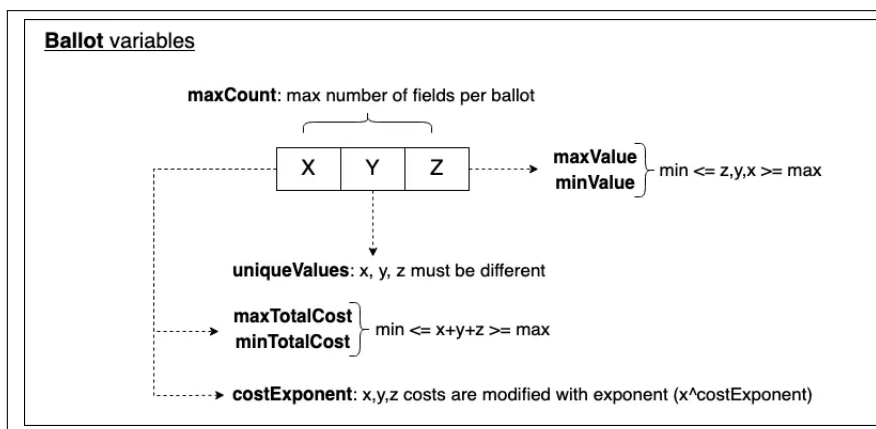 Ballot variables
maxCount: max number of fields per ballot
X Y Z
maxValue
minValue
min <= z,y,x >= max
uniqueValues: x, y, z must be different
maxTotalCost
minTotalCost
min <= x+y+z >= max
costExponent: x,y,z costs are modified with exponent (x^costExponent)